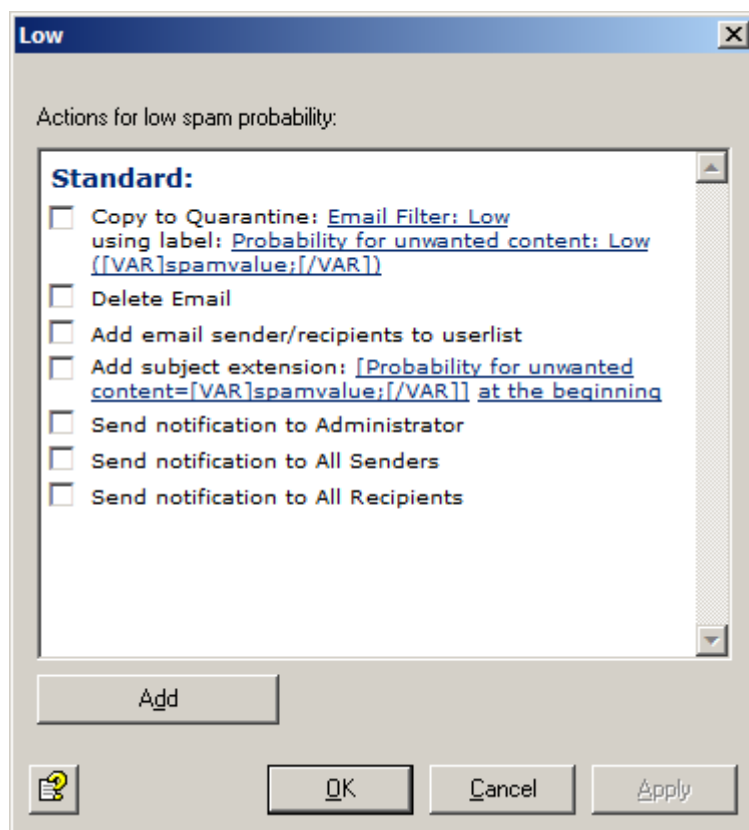 Low
Actions for low spam probability:
Standard:
Copy to Quarantine: Email Filter: Low
using label: Probability for unwanted content: Low
([VAR]spamvalue;[/VAR])
Delete Email
Add email sender/recipients to userlist
Add subject extension: [Probability for unwanted
content=[VAR]spamvalue;[/VAR]] at the beginning
Send notification to Administrator
Send notification to All Senders
Send notification to All Recipients
Add
OK Cancel Apply